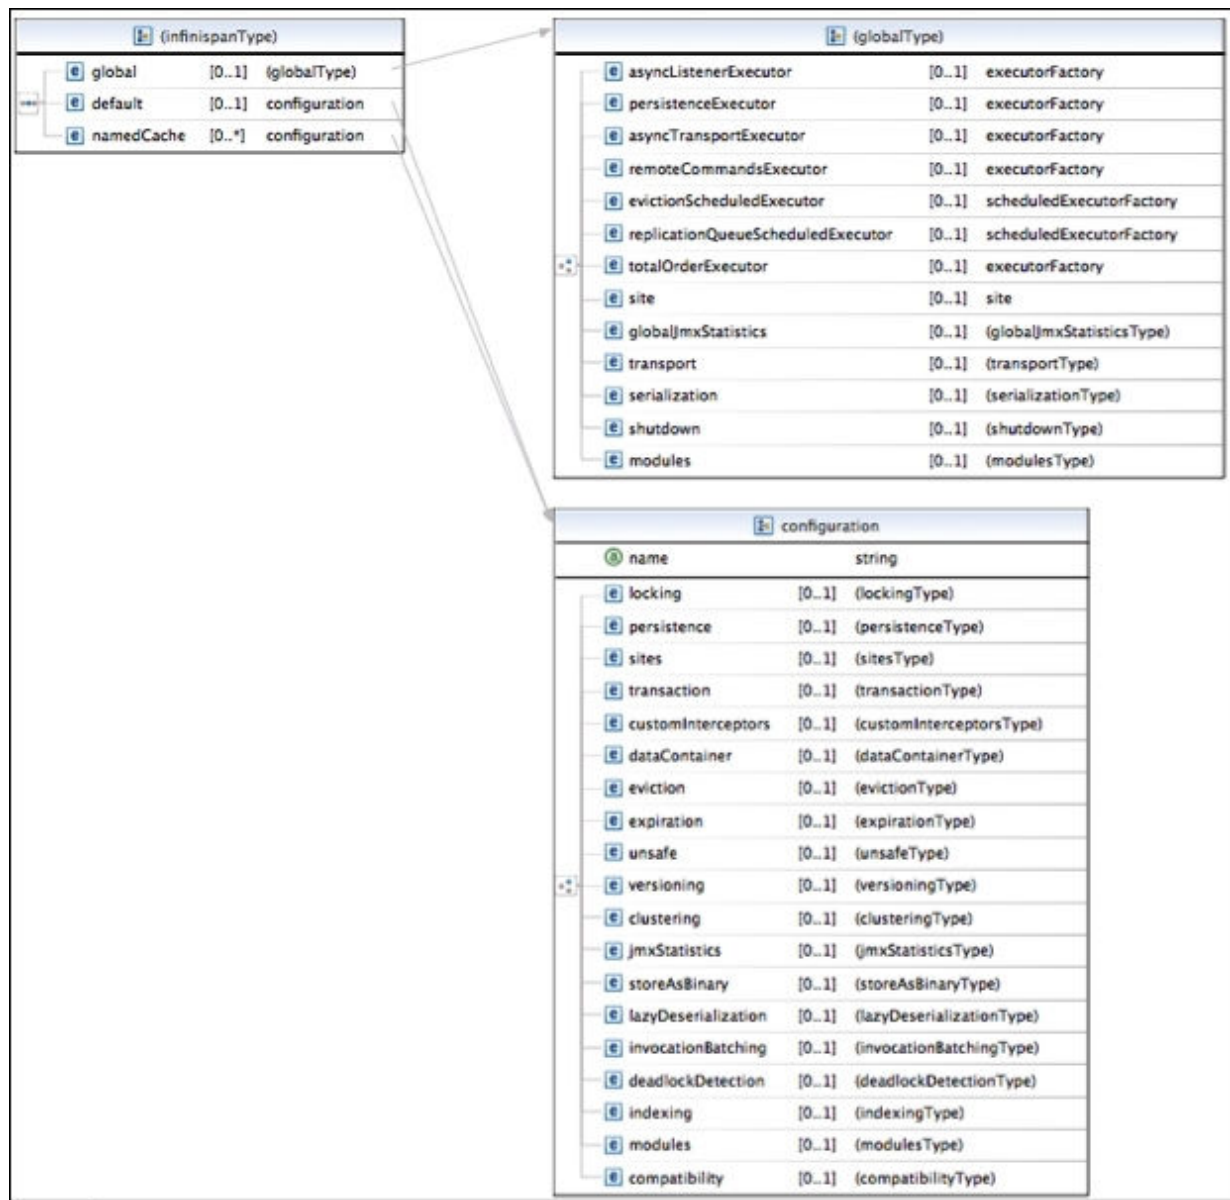 (infinispanType)
global [0..1] (globalType)
default [0..1] configuration
namedCache [0..*] configuration
(globalType)
asyncListenerExecutor [0..1] executorFactory
persistenceExecutor [0..1] executorFactory
asyncTransportExecutor [0..1] executorFactory
remoteCommandsExecutor [0..1] executorFactory
evictionScheduledExecutor [0..1] scheduledExecutorFactory
replicationQueueScheduledExecutor [0..1] scheduledExecutorFactory
totalOrderExecutor [0..1] executorFactory
site [0..1] site
globalJmxStatistics [0..1] (globalJmxStatisticsType)
transport [0..1] (transportType)
serialization [0..1] (serializationType)
shutdown [0..1] (shutdownType)
modules [0..1] (modulesType)
configuration
name string
locking [0..1] (lockingType)
persistence [0..1] (persistenceType)
sites [0..1] (sitesType)
transaction [0..1] (transactionType)
customInterceptors [0..1] (customInterceptorsType)
dataContainer [0..1] (dataContainerType)
eviction [0..1] (evictionType)
expiration [0..1] (expirationType)
unsafe [0..1] (unsafeType)
versioning [0..1] (versioningType)
clustering [0..1] (clusteringType)
jmxStatistics [0..1] (jmxStatisticsType)
storeAsBinary [0..1] (storeAsBinaryType)
lazyDeserialization [0..1] (lazyDeserializationType)
invocationBatching [0..1] (invocationBatchingType)
deadlockDetection [0..1] (deadlockDetectionType)
indexing [0..1] (indexingType)
modules [0..1] (modulesType)
compatibility [0..1] (compatibilityType)